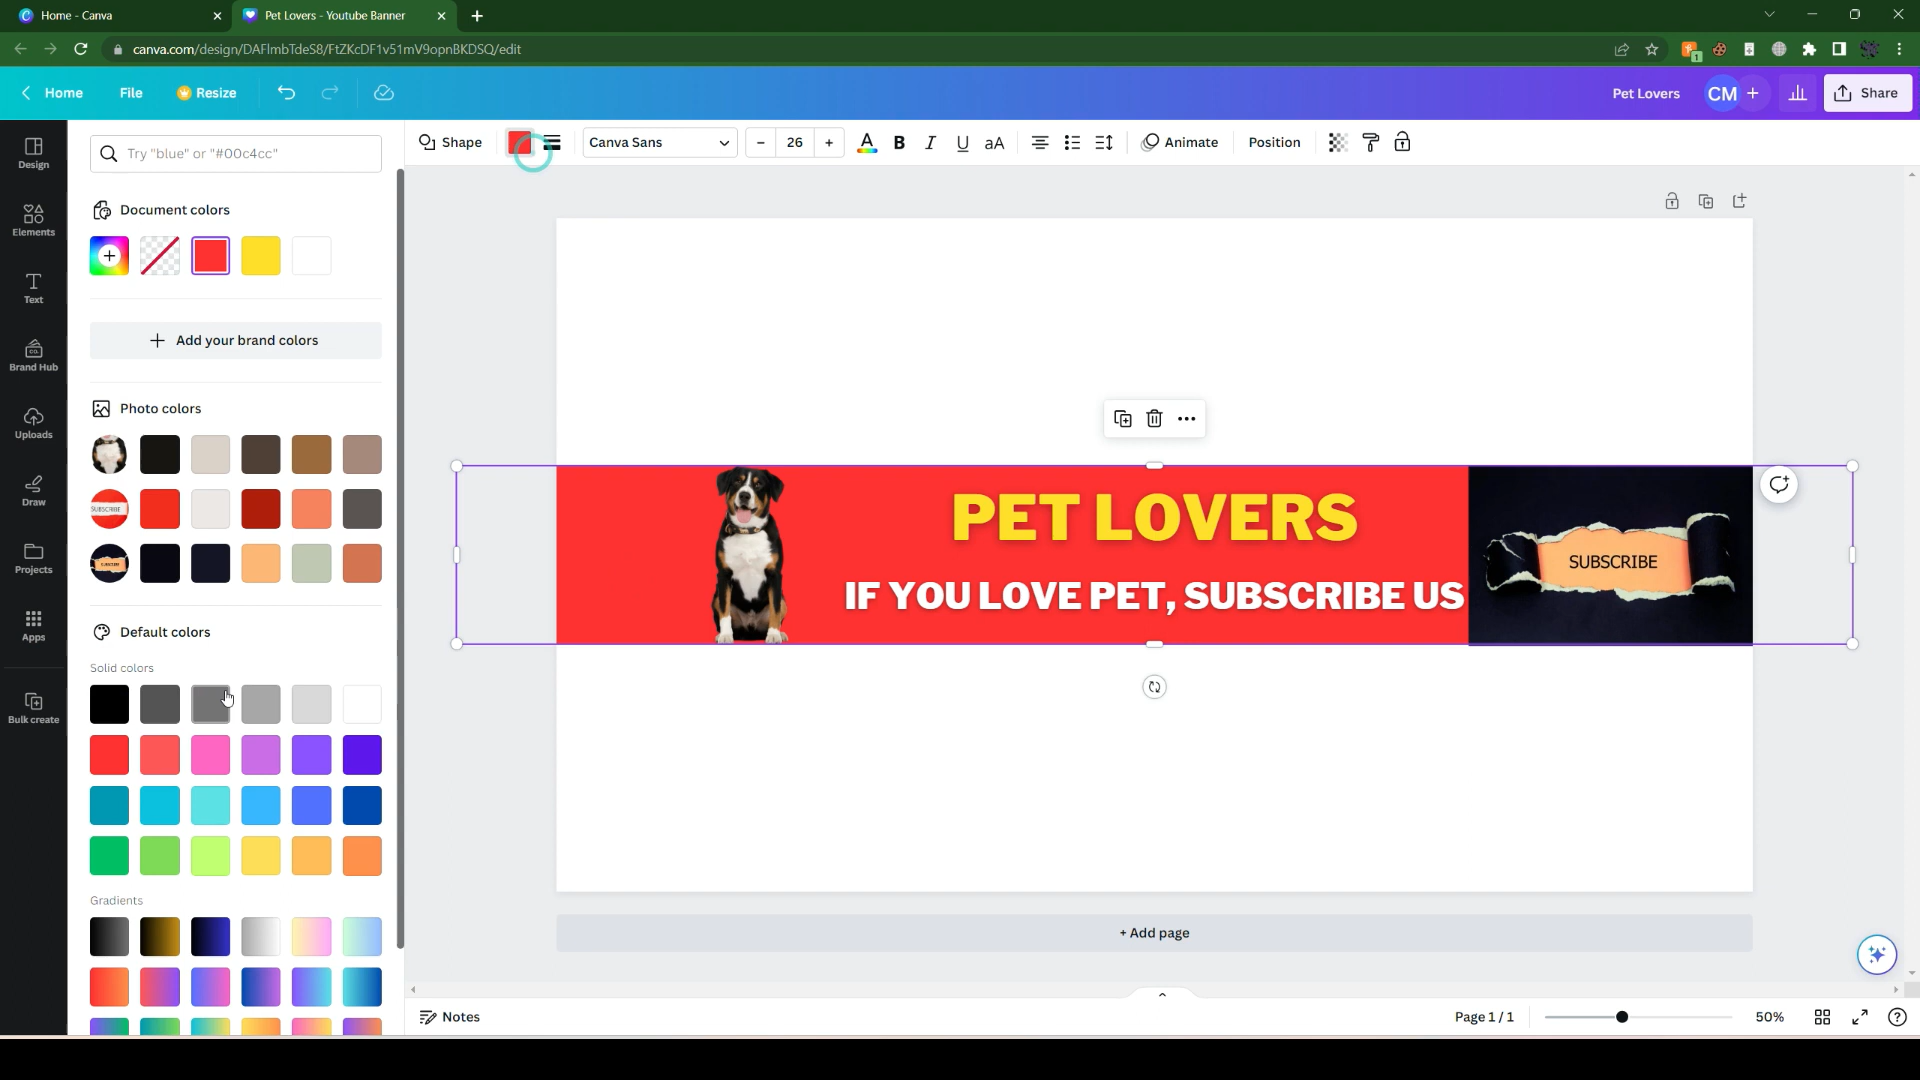 Home - Canva
Pet Lovers - Youtube Banner
canva.com/design/DAFlmbTdeS8/FtZKcDF1v51mV9opnBKDSQ/edit
1
Home
File
Resize
Pet Lovers
CM
Share
Design
Elements
Text
Brand Hub
Uploads
Draw
Projects
Apps
Bulk create
Try "blue" or "#00c4cc"
Document colors
Add your brand colors
Photo colors
SUBSCRIBE
Default colors
Solid colors
Gradients
Shape
Canva Sans
26
A
B
I
U
aA
Animate
Position
PET LOVERS
IF YOU LOVE PET, SUBSCRIBE US
SUBSCRIBE
+ Add page
Notes
Page 1 / 1
50%